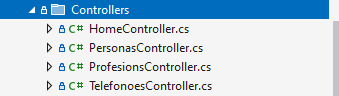 Controllers
C# HomeController.cs
C# PersonasController.cs
C# ProfesionsController.cs
C# TelefonoesController.cs